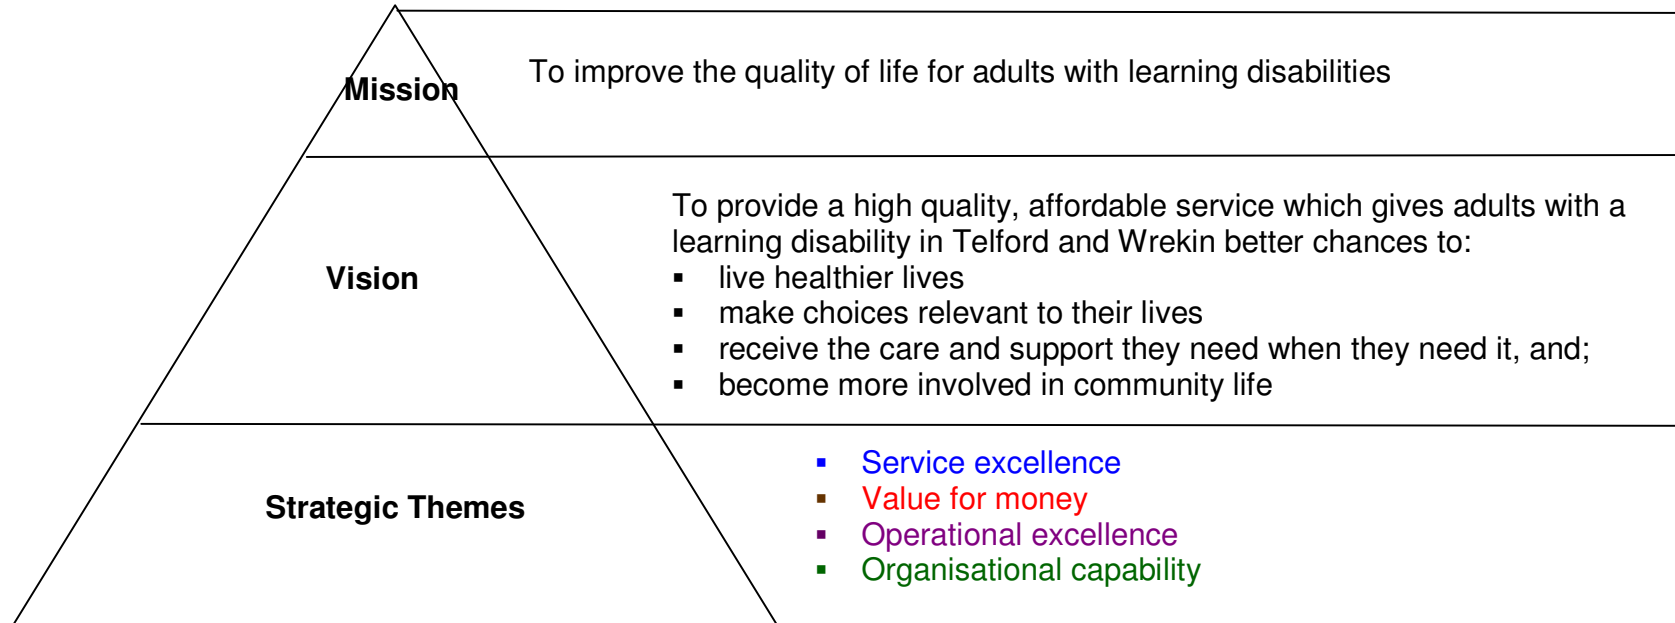 Mission
To improve the quality of life for adults with learning disabilities
Vision
To provide a high quality, affordable service which gives adults with a
learning disability in Telford and Wrekin better chances to:
▪ live healthier lives
▪ make choices relevant to their lives
▪ receive the care and support they need when they need it, and;
▪ become more involved in community life
Strategic Themes
▪ Service excellence
▪ Value for money
▪ Operational excellence
▪ Organisational capability